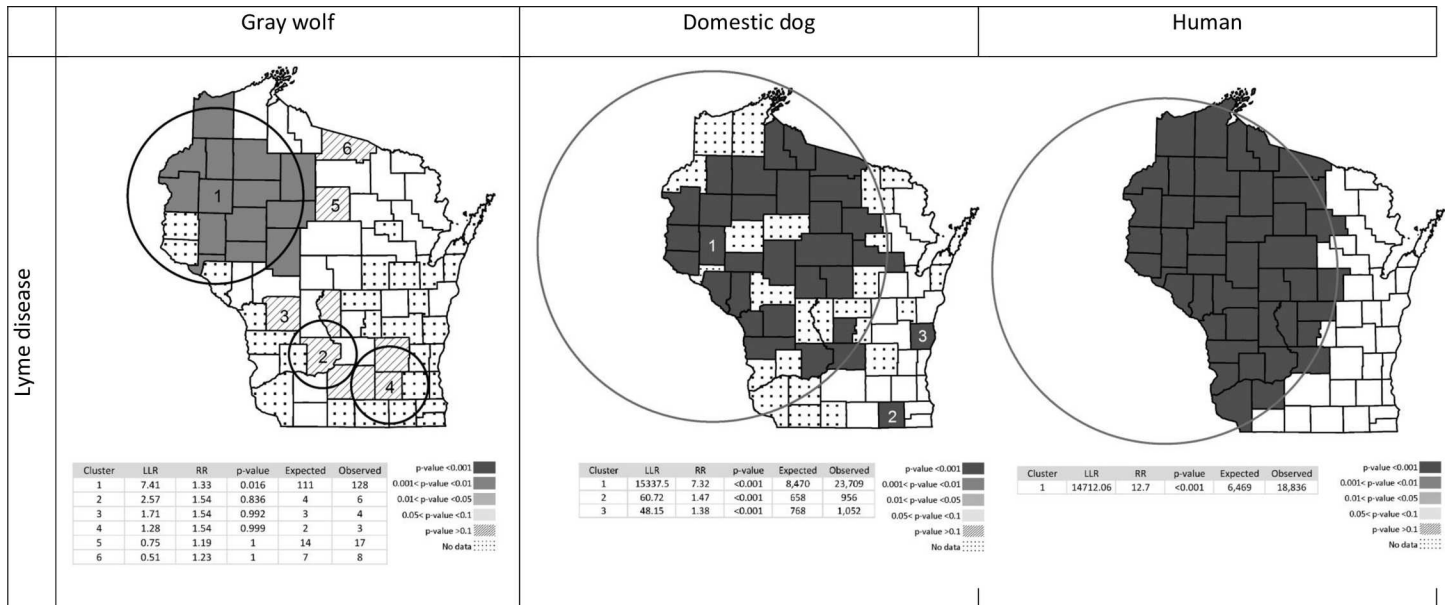 Gray wolf
Domestic dog
Human
Lyme disease
1
2
3
4
5
6
Cluster LLR RR p-value Expected Observed
1 7.41 1.33 0.016 111 128
2 2.57 1.54 0.836 4 6
3 1.71 1.54 0.992 3 4
4 1.28 1.54 0.999 2 3
5 0.75 1.19 1 14 17
6 0.51 1.23 1 7 8
p-value <0.001
0.001< p-value <0.01
0.01< p-value <0.05
0.05< p-value <0.1
p-value >0.1
No data
1
2
3
Cluster LLR RR p-value Expected Observed
1 15337.5 7.32 <0.001 8,470 23,709
2 60.72 1.47 <0.001 658 956
3 48.15 1.38 <0.001 768 1,052
p-value <0.001
0.001< p-value <0.01
0.01< p-value <0.05
0.05< p-value <0.1
p-value >0.1
No data
Cluster LLR RR p-value Expected Observed
1 14712.06 12.7 <0.001 6,469 18,836
p-value <0.001
0.001< p-value <0.01
0.01< p-value <0.05
0.05< p-value <0.1
p-value >0.1
No data